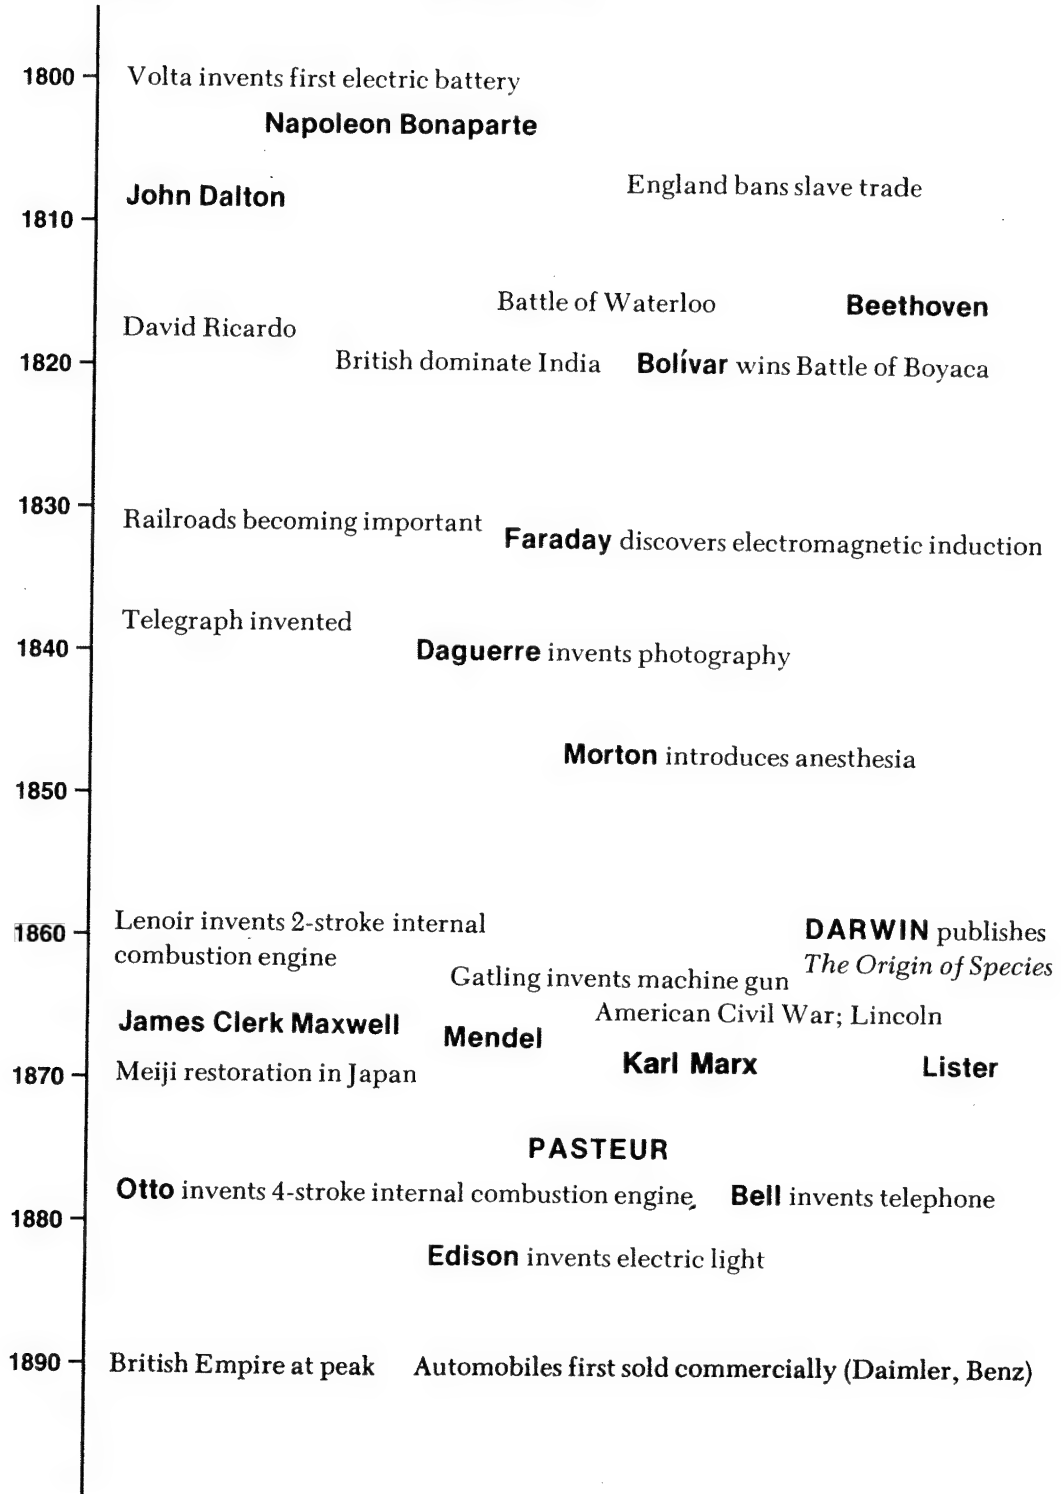 1800
Volta invents first electric battery
Napoleon Bonaparte
England bans slave trade
John Dalton
1810
Battle of Waterloo
Beethoven
David Ricardo
1820
British dominate India
Bolívar wins Battle of Boyaca
1830
Railroads becoming important
Faraday discovers electromagnetic induction
Telegraph invented
1840
Daguerre invents photography
Morton introduces anesthesia
1850
1860
Lenoir invents 2-stroke internal
combustion engine
DARWIN publishes
The Origin of Species
Gatling invents machine gun
American Civil War; Lincoln
James Clerk Maxwell
Mendel
Karl Marx
Lister
1870
Meiji restoration in Japan
PASTEUR
Otto invents 4-stroke internal combustion engine
Bell invents telephone
1880
Edison invents electric light
1890
British Empire at peak
Automobiles first sold commercially (Daimler, Benz)